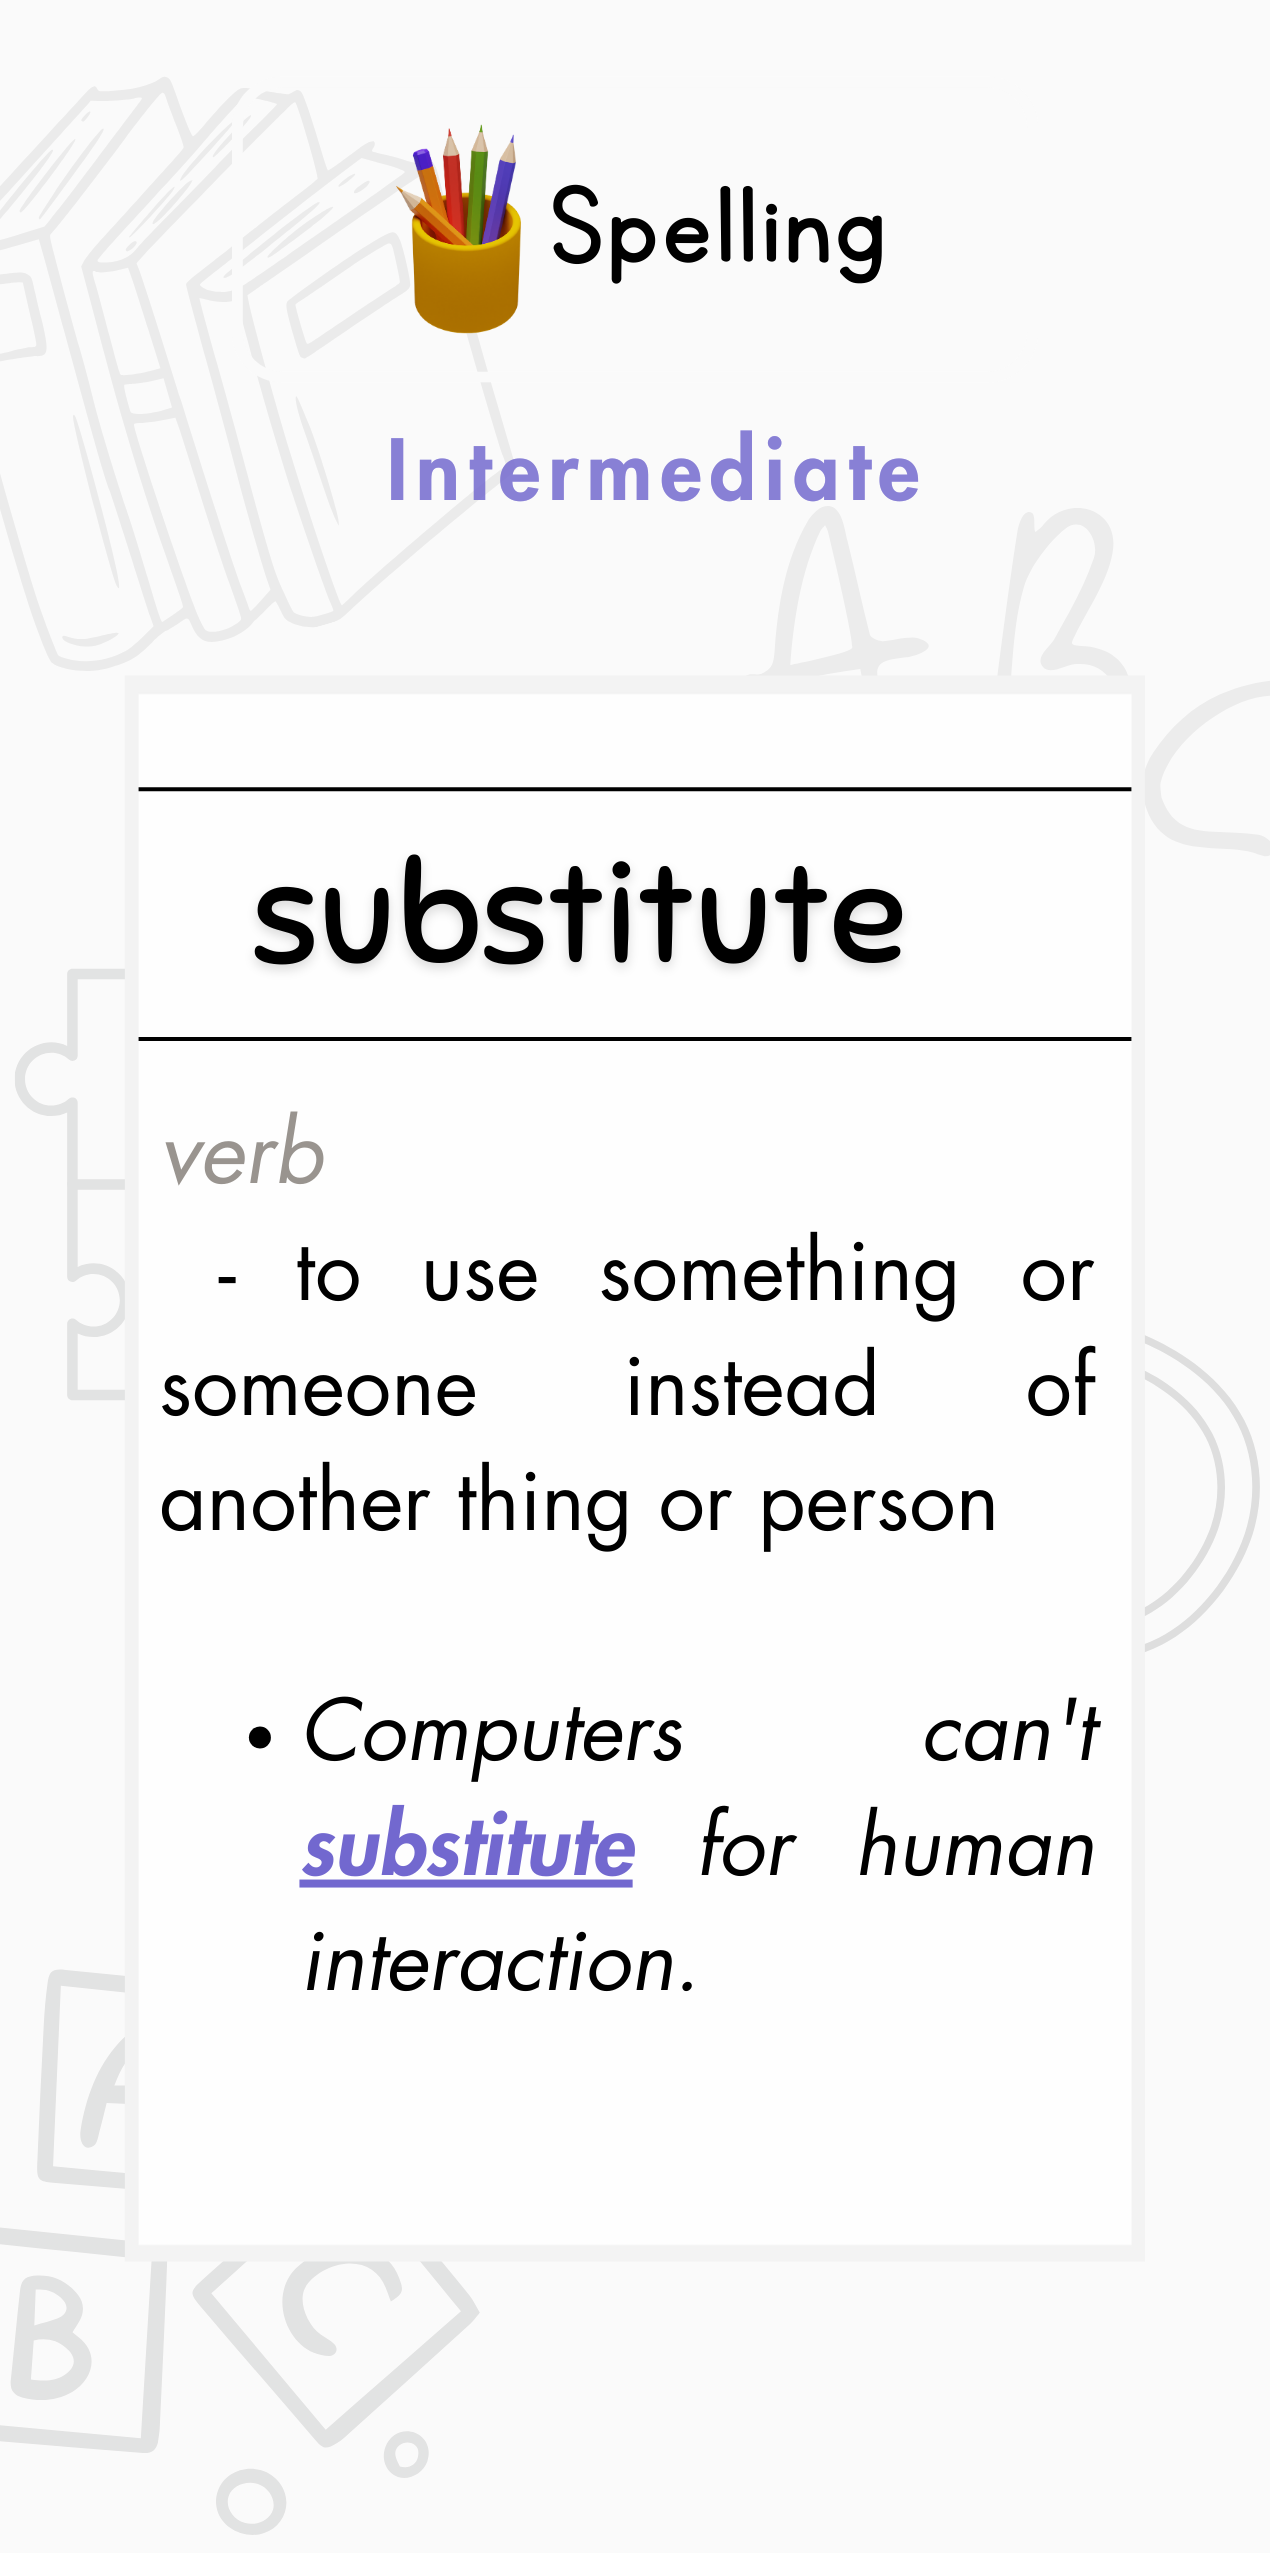 Spelling
Intermediate
A B
substitute
verb
- to use something or
someone instead of
another thing or person
• Computers can't
substitute for human
interaction.
A
B C